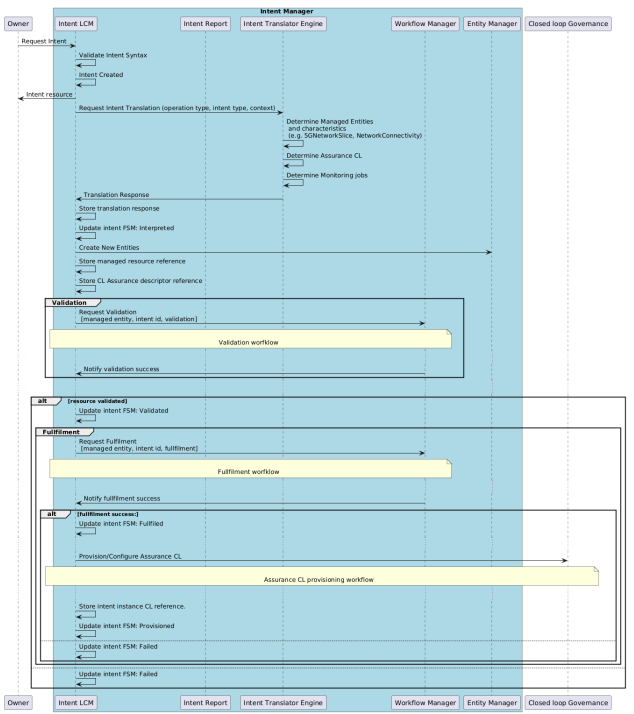 Intent Manager
Owner
Intent LCM
Intent Report
Intent Translator Engine
Workflow Manager
Entity Manager
Closed loop Governance
Request Intent
Validate Intent Syntax
Intent Created
Intent resource
Request Intent Translation (operation type, intent type, context)
Determine Managed Entities
and characteristics
(e.g. 5GNetworkSlice, NetworkConnectivity)
Determine Assurance CL
Determine Monitoring jobs
Translation Response
Store translation response
Update intent FSM: Interpreted
Create New Entities
Store managed resource reference
Store CL Assurance descriptor reference
Validation
Request Validation
[managed entity, intent id, validation]
Validation worfklow
Notify validation success
alt
[resource validated]
Update intent FSM: Validated
Fullfilment
Request Fulfilment
[managed entity, intent id, fullfilment]
Fullfilment worfklow
Notify fullfilment success
alt
[fullfilment success:]
Update intent FSM: Fullfiled
Provision/Configure Assurance CL
Assurance CL provisioning workflow
Store intent instance CL reference.
Update intent FSM: Provisioned
Update intent FSM: Failed
Update intent FSM: Failed
Owner
Intent LCM
Intent Report
Intent Translator Engine
Workflow Manager
Entity Manager
Closed loop Governance